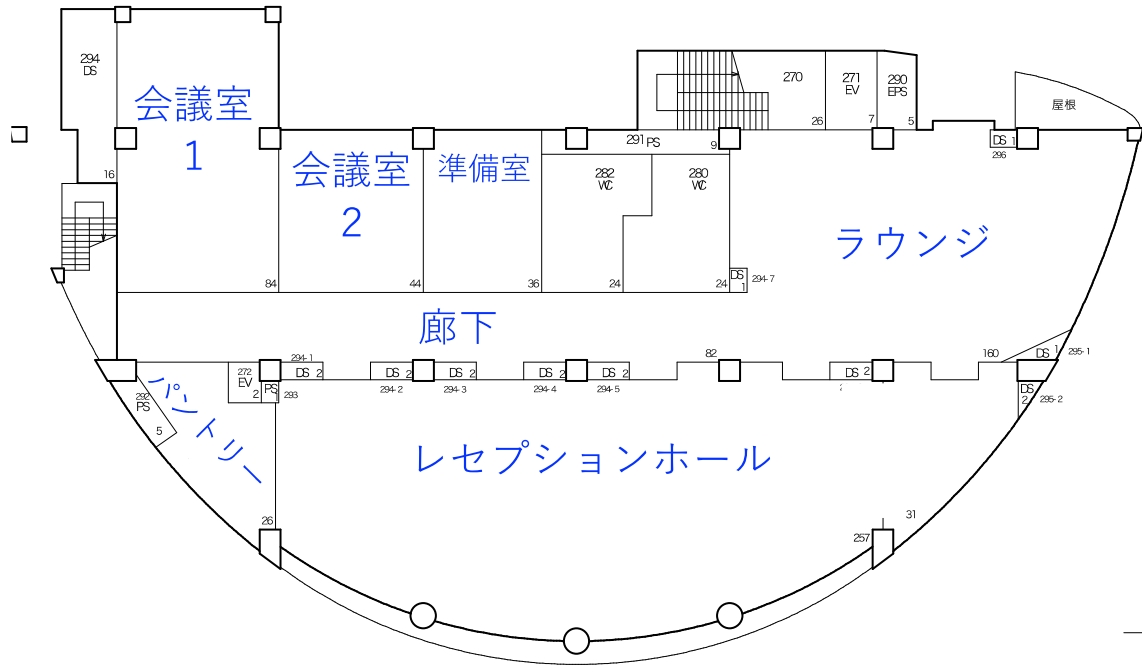 294
DS
会議室
1
16
84
会議室
2
44
準備室
36
291 PS
9
282
WC
24
280
WC
24
270
26
271
EV
7
290
EPS
5
屋根
DS 1
296
ラウンジ
DS
1
294-7
廊下
82
160
DS 1
295-1
DS
2
295-2
294-1
DS 2
DS 2
294-2
DS 2
294-3
DS 2
294-4
DS 2
294-5
DS 2
272
EV
2
PS
1
293
292
PS
5
パントリー
26
レセプションホール
31
257